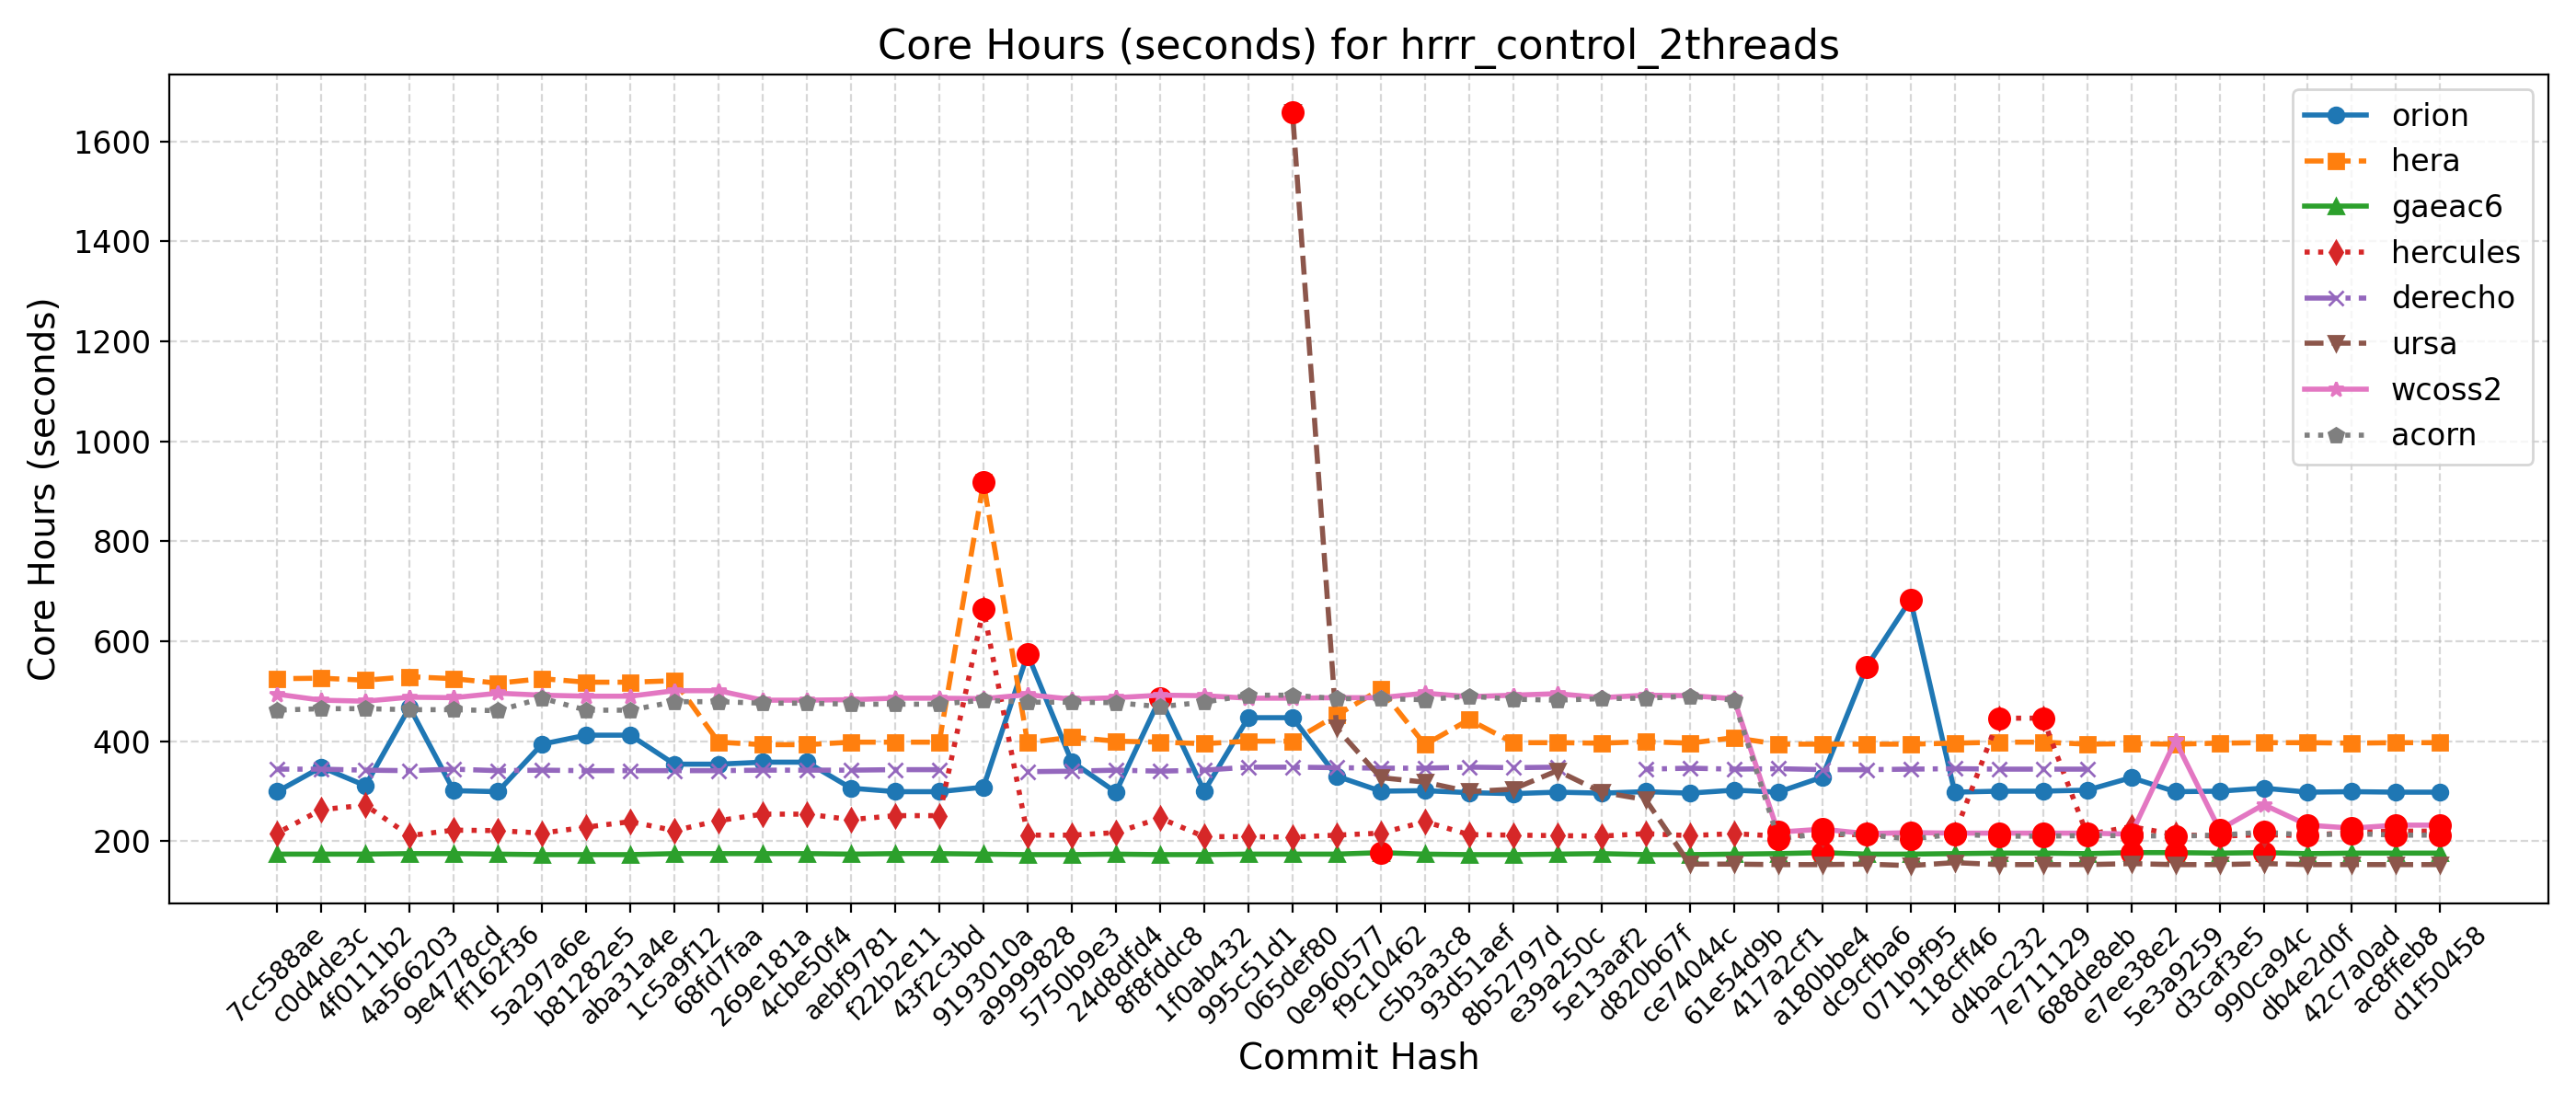 Core Hours (seconds) for hrrr_control_2threads
Core Hours (seconds)
1600
1400
1200
1000
800
600
400
200
orion
hera
gaeac6
hercules
derecho
ursa
wcoss2
acorn
7cc588ae
c0d4de3c
4f0111b2
4a566203
9e4778cd
ff162f36
5a297a6e
b81282e5
aba31a4e
1c5a9f12
68fd7faa
269e181a
4cbe50f4
aebf9781
f22b2e11
43f2c3bd
9193010a
a9999828
5750b9e3
24d8dfd4
8f8fddc8
1f0ab432
995c51d1
065def80
0e960577
f9c10462
c5b3a3c8
93d51aef
8b52797d
e39a250c
5e13aaf2
d820b67f
ce74044c
61e54d9b
417a2cf1
a180bbe4
dc9cfba6
071b9f95
118cff46
d4bac232
7e711129
688de8eb
e7ee38e2
5e3a9259
d3caf3e5
990ca94c
db4e2d0f
42c7a0ad
ac8ffeb8
d1f50458
Commit Hash